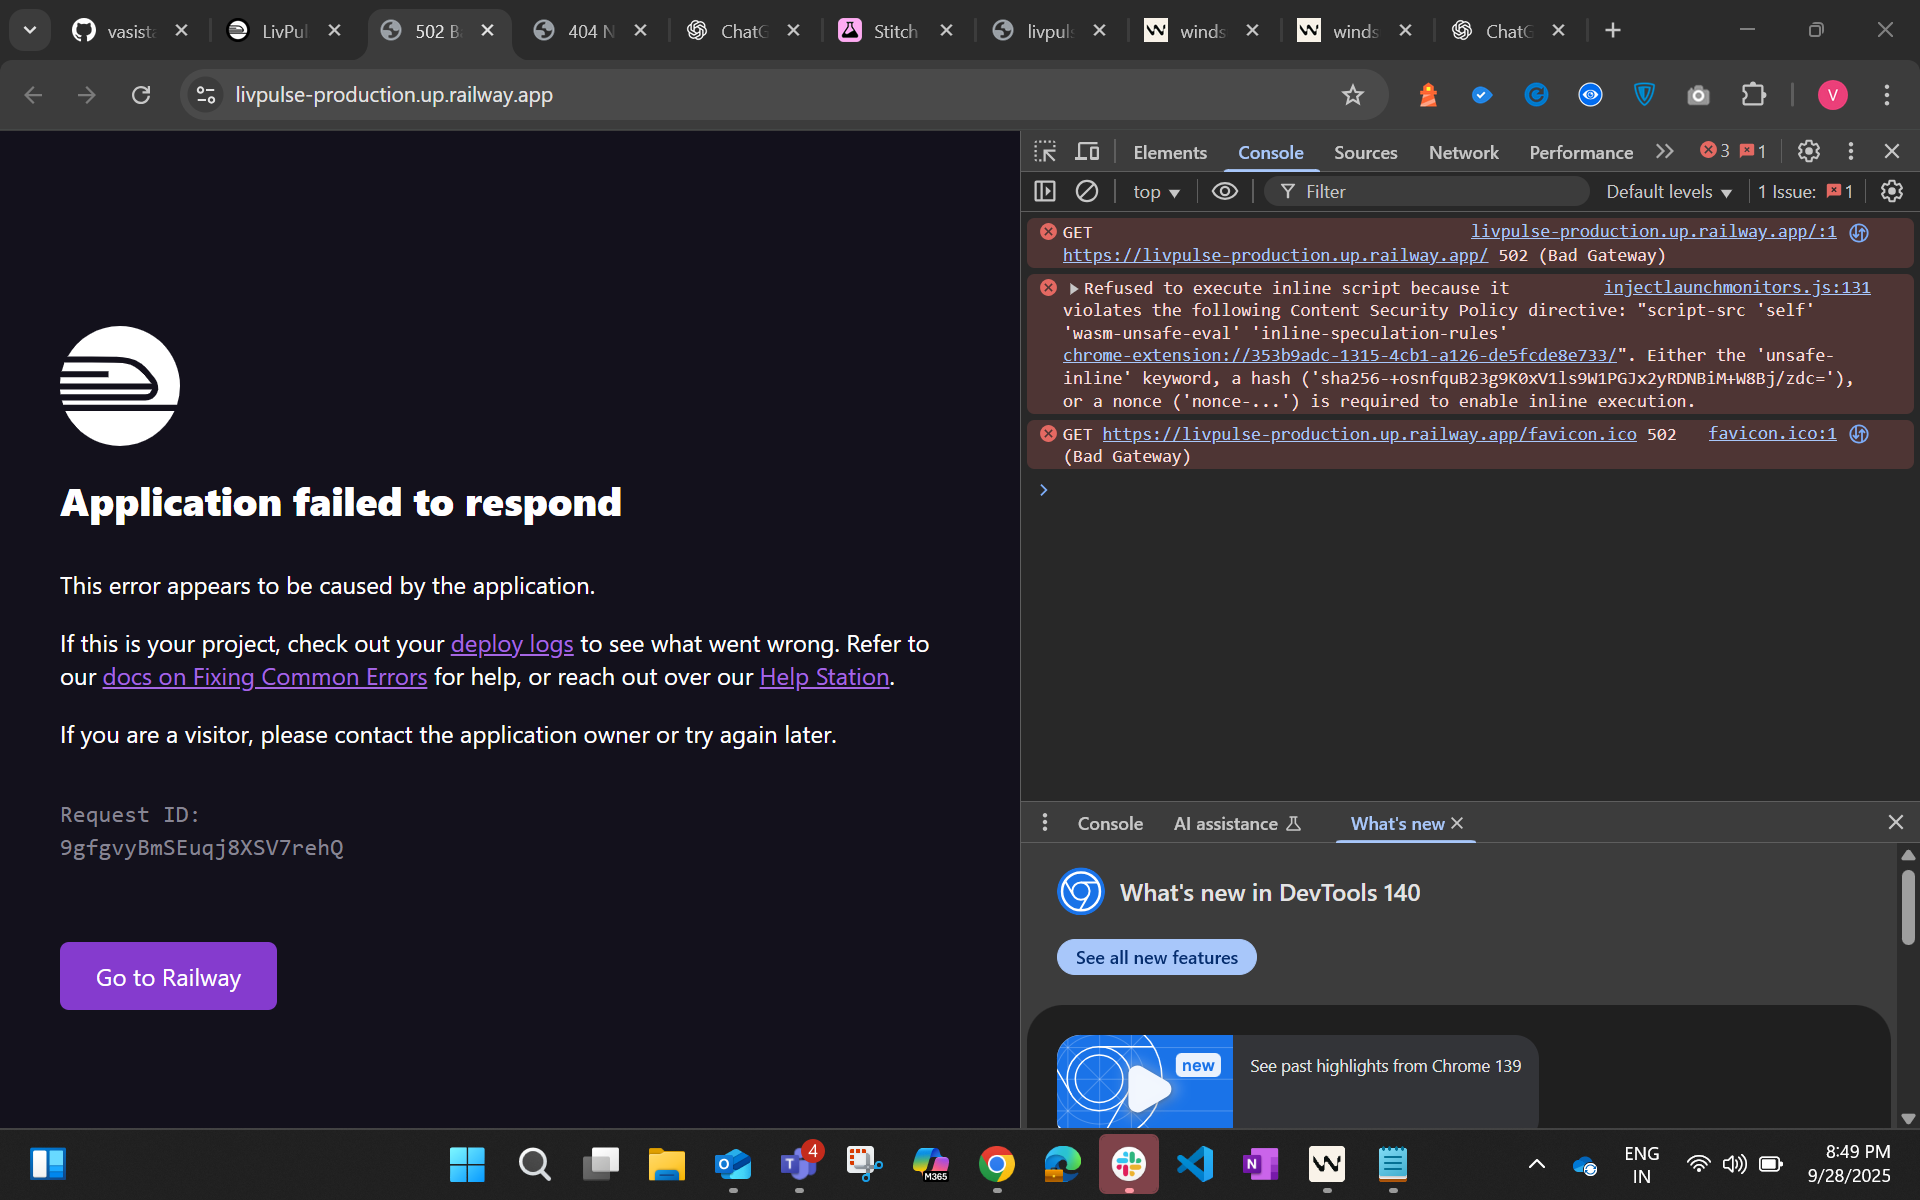 vasista
LivPul
502 Ba
404 N
ChatG
Stitch
livpuls
winds
winds
ChatG
livpulse-production.up.railway.app
V
Elements
Console
Sources
Network
Performance
3
1
top
Filter
Default levels
1 Issue:
1
GET
livpulse-production.up.railway.app/:1
https://livpulse-production.up.railway.app/ 502 (Bad Gateway)
Refused to execute inline script because it
injectlaunchmonitors.js:131
violates the following Content Security Policy directive: "script-src 'self'
'wasm-unsafe-eval' 'inline-speculation-rules'
chrome-extension://353b9adc-1315-4cb1-a126-de5fcde8e733/". Either the 'unsafe-
inline' keyword, a hash ('sha256-+osnfquB23g9K0xV1ls9W1PGJx2yRDNBiM+W8Bj/zdc='),
or a nonce ('nonce-...') is required to enable inline execution.
GET https://livpulse-production.up.railway.app/favicon.ico 502
favicon.ico:1
(Bad Gateway)
Application failed to respond
This error appears to be caused by the application.
If this is your project, check out your deploy logs to see what went wrong. Refer to
our docs on Fixing Common Errors for help, or reach out over our Help Station.
If you are a visitor, please contact the application owner or try again later.
Request ID:
9gfgvyBmSEuqj8XSV7rehQ
Go to Railway
Console
AI assistance
What's new
What's new in DevTools 140
See all new features
new
See past highlights from Chrome 139
4
M365
ENG
IN
8:49 PM
9/28/2025